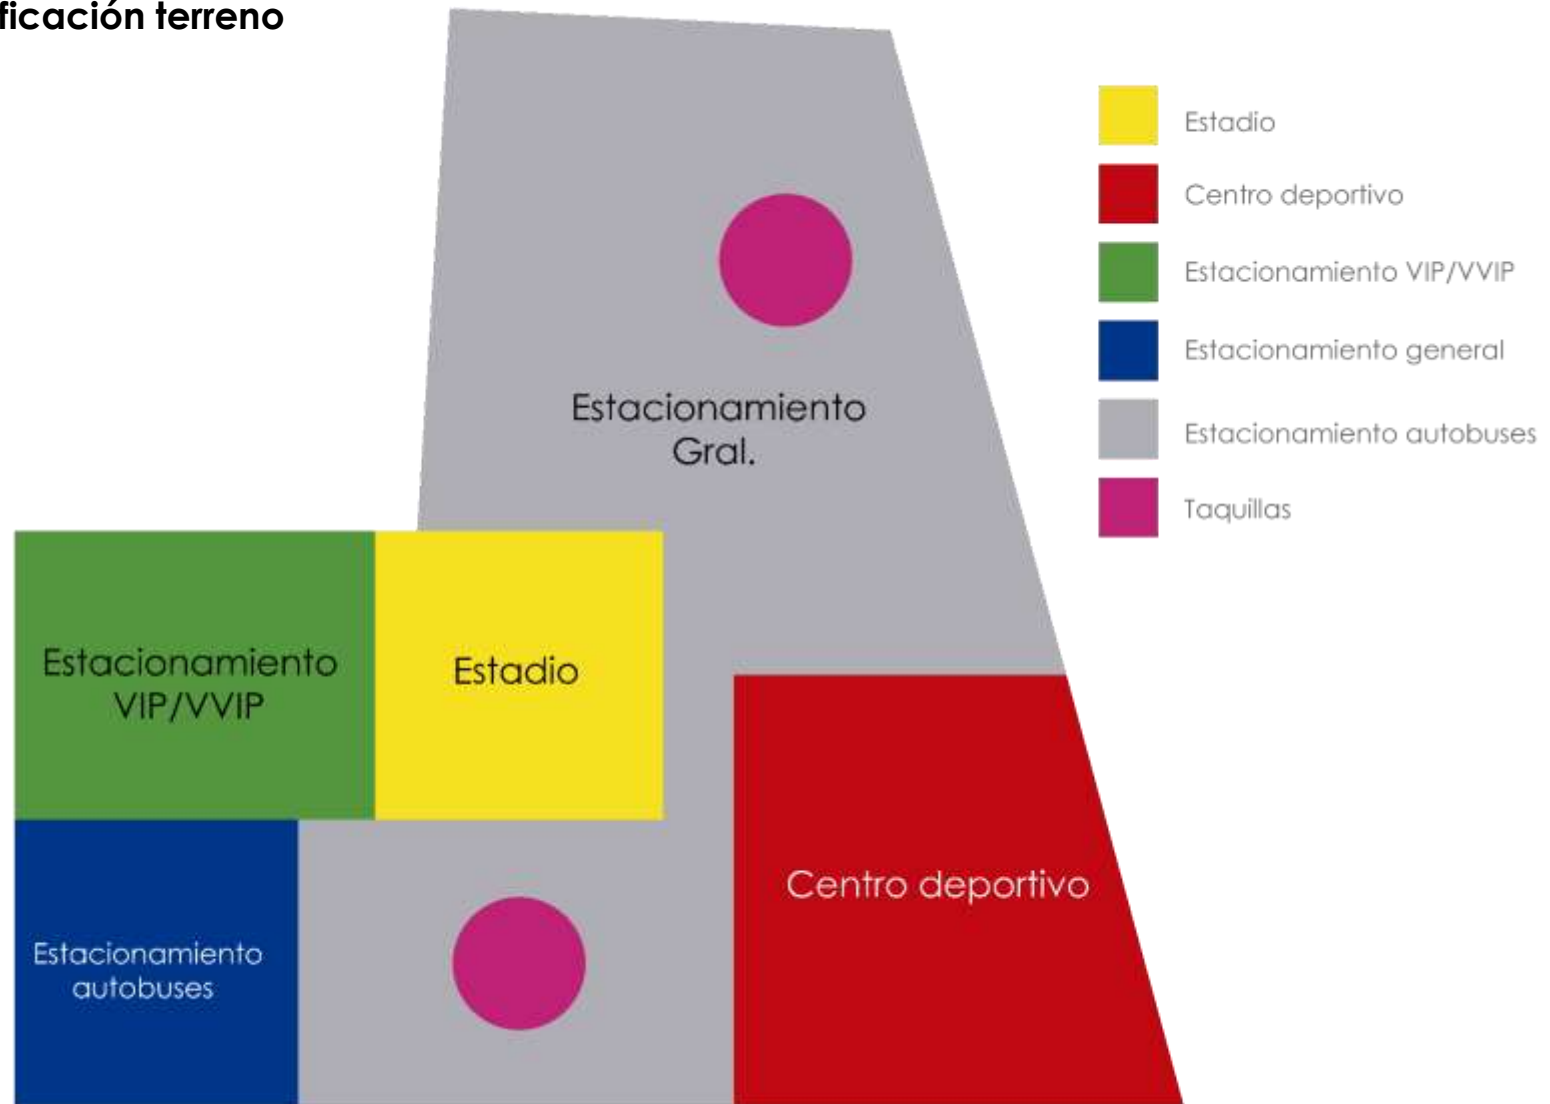 ficación terreno
Estadio
Centro deportivo
Estacionamiento VIP/VVIP
Estacionamiento general
Estacionamiento autobuses
Taquillas
Estacionamiento
Gral.
Estacionamiento
VIP/VVIP
Estadio
Centro deportivo
Estacionamiento
autobuses